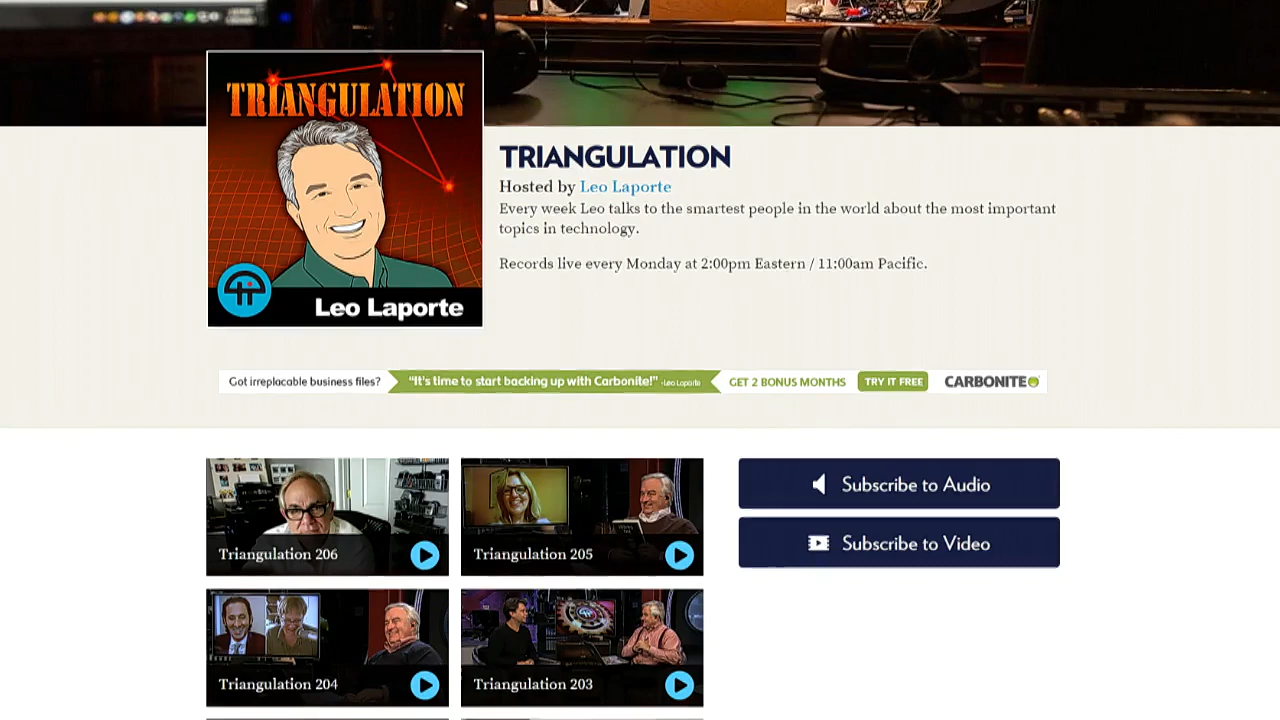 TRIANGULATION
Leo Laporte
TRIANGULATION
Hosted by Leo Laporte
Every week Leo talks to the smartest people in the world about the most important
topics in technology.
Records live every Monday at 2:00pm Eastern / 11:00am Pacific.
Got irreplacable business files? “It's time to start backing up with Carbonite!” -Leo Laporte GET 2 BONUS MONTHS TRY IT FREE CARBONITE
Triangulation 206
Triangulation 205
Subscribe to Audio
Subscribe to Video
Triangulation 204
Triangulation 203